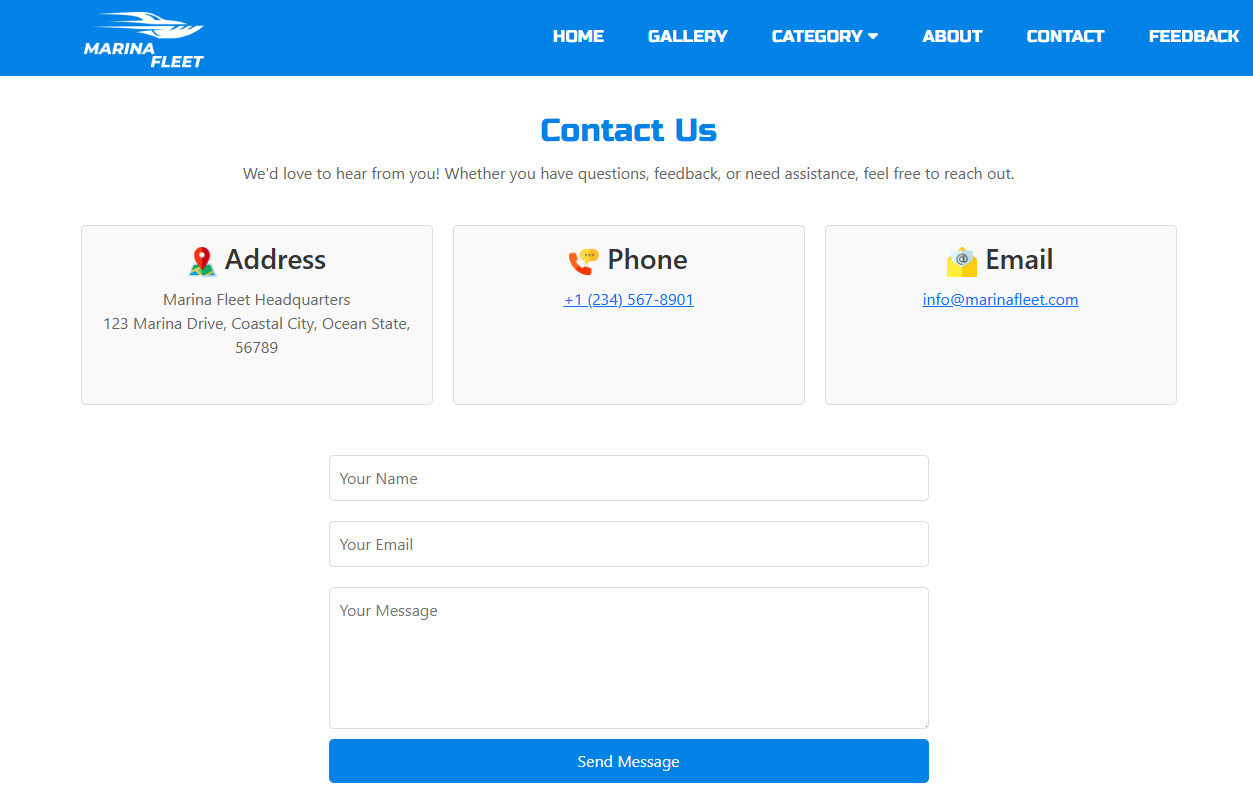 MARINA
FLEET
HOME GALLERY CATEGORY ABOUT CONTACT FEEDBACK
Contact Us
We'd love to hear from you! Whether you have questions, feedback, or need assistance, feel free to reach out.
Address
Marina Fleet Headquarters
123 Marina Drive, Coastal City, Ocean State,
56789
Phone
+1 (234) 567-8901
@
Email
info@marinafleet.com
Your Name
Your Email
Your Message
Send Message